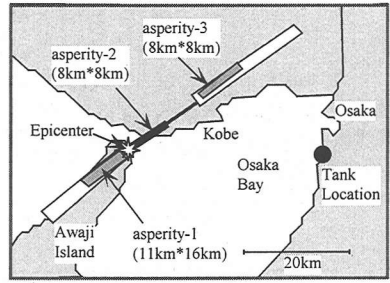 asperity-3
(8km*8km)
asperity-2
(8km*8km)
Epicenter
Kobe
Osaka
Osaka
Bay
Tank
Location
Awaji
Island
asperity-1
(11km*16km)
20km